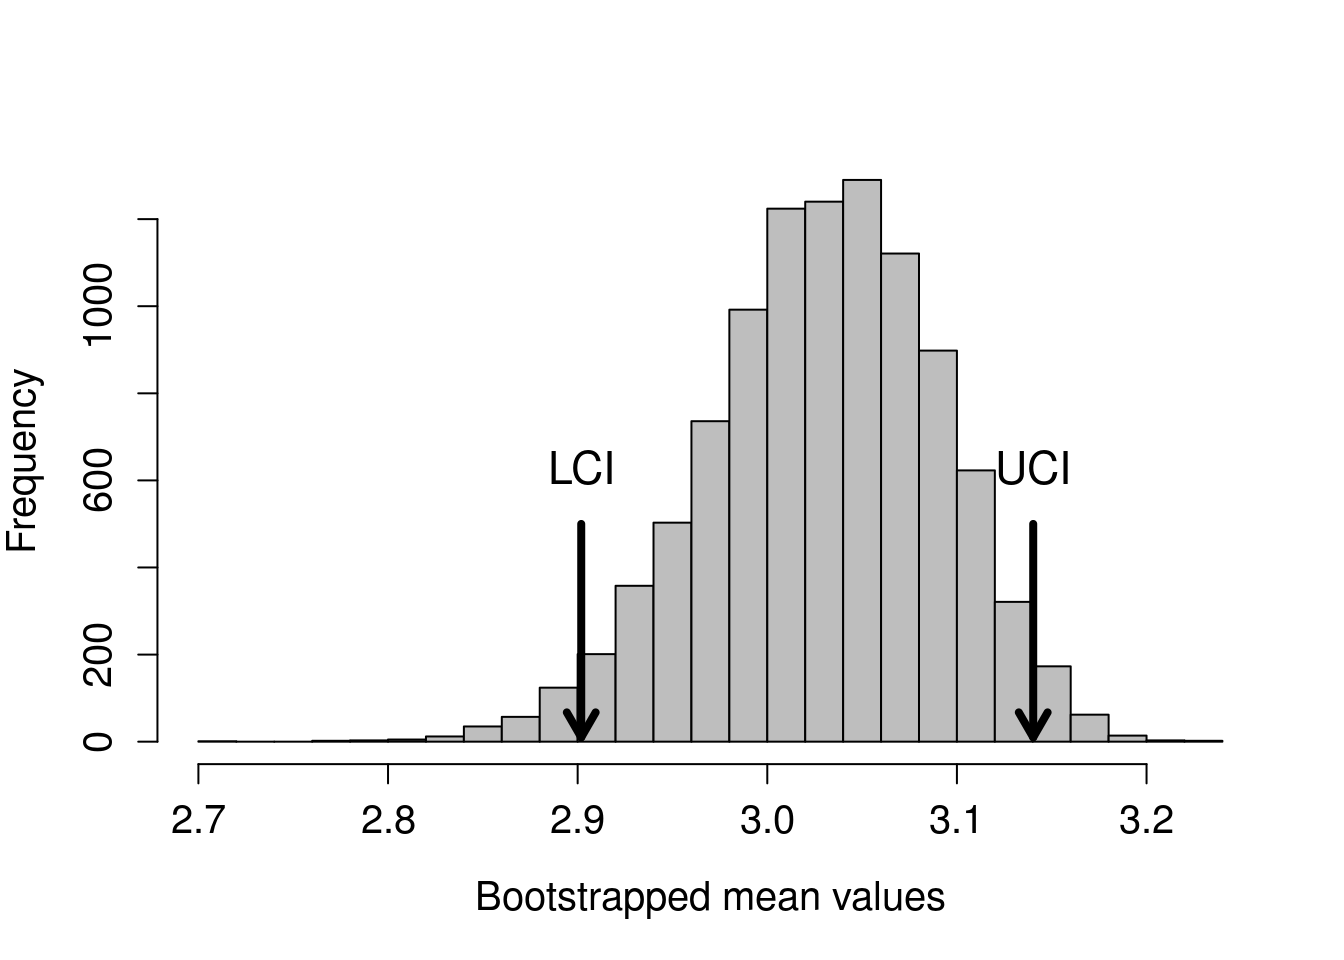 Frequency
1000
600
200
0
LCI
UCI
2.7 2.8 2.9 3.0 3.1 3.2
Bootstrapped mean values